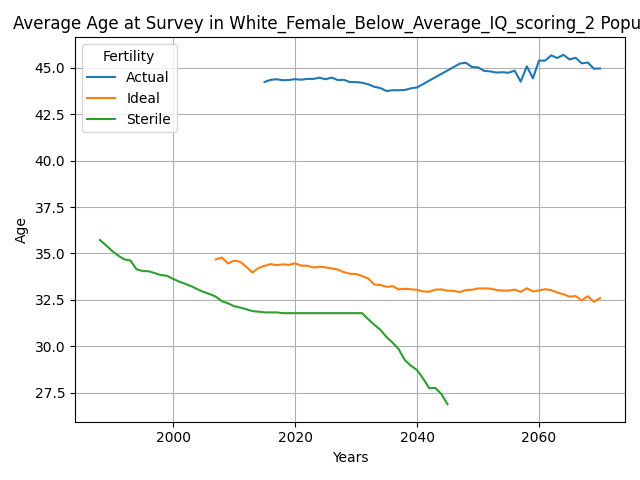 Average Age at Survey in White_Female_Below_Average_IQ_scoring_2 Popu
Fertility
Actual
Ideal
Sterile
45.0
42.5
40.0
37.5
35.0
32.5
30.0
27.5
Age
2000
2020
2040
2060
Years